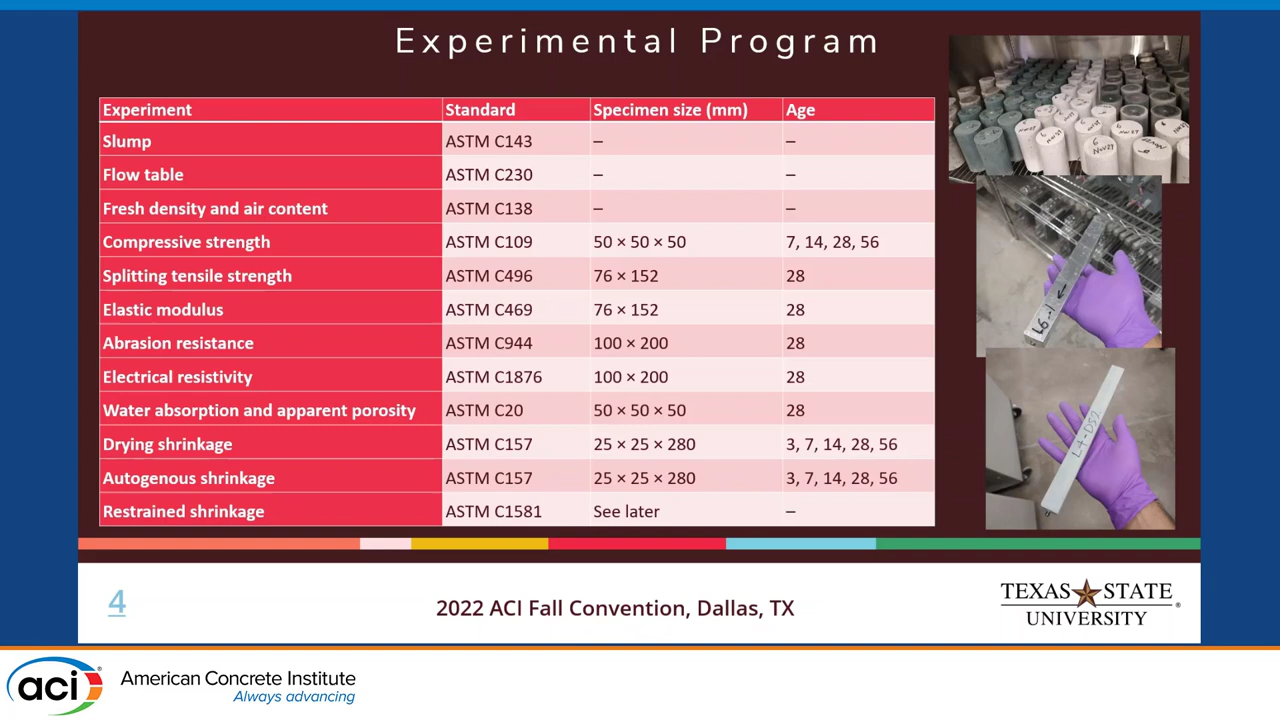 Experimental Program
Experiment Standard Specimen size (mm) Age
Slump ASTM C143 – –
Flow table ASTM C230 – –
Fresh density and air content ASTM C138 – –
Compressive strength ASTM C109 50 × 50 × 50 7, 14, 28, 56
Splitting tensile strength ASTM C496 76 × 152 28
Elastic modulus ASTM C469 76 × 152 28
Abrasion resistance ASTM C944 100 × 200 28
Electrical resistivity ASTM C1876 100 × 200 28
Water absorption and apparent porosity ASTM C20 50 × 50 × 50 28
Drying shrinkage ASTM C157 25 × 25 × 280 3, 7, 14, 28, 56
Autogenous shrinkage ASTM C157 25 × 25 × 280 3, 7, 14, 28, 56
Restrained shrinkage ASTM C1581 See later –
6
Nov27
L6-1
L4-DS2
4
2022 ACI Fall Convention, Dallas, TX
TEXAS STATE
UNIVERSITY
®
aci
®
American Concrete Institute
Always advancing